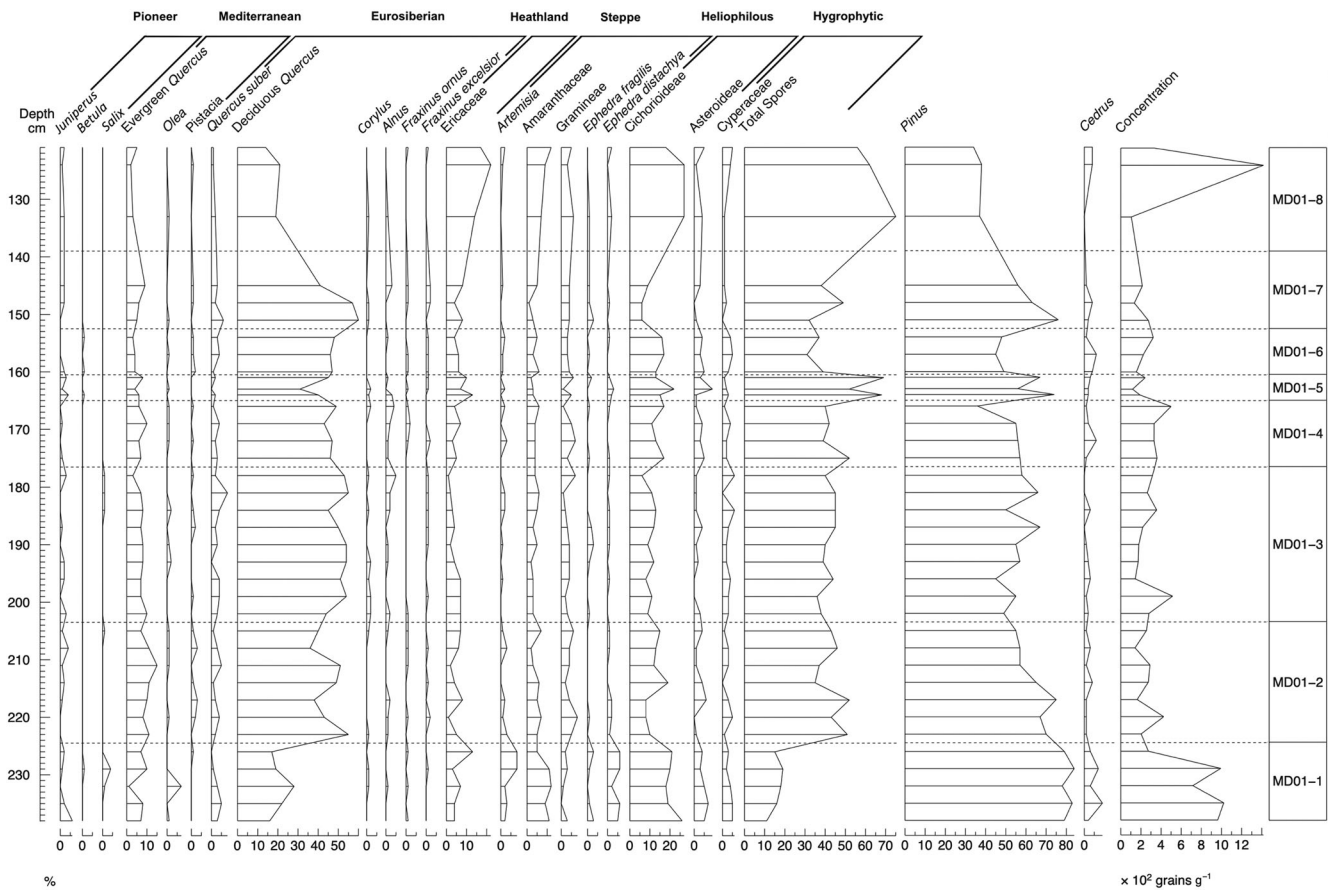 Pioneer Mediterranean Eurosiberian Heathland Steppe Heliophilous Hygrophytic
Depth
cm
Juniperus
Betula
Salix
Evergreen Quercus
Olea
Pistacia
Quercus suber
Deciduous Quercus
Corylus
Alnus
Fraxinus ornus
Fraxinus excelsior
Ericaceae
Artemisia
Amaranthaceae
Gramineae
Ephedra fragilis
Ephedra distachya
Cichorioideae
Asteroideae
Cyperaceae
Total Spores
Pinus
Cedrus
Concentration
130
140
150
160
170
180
190
200
210
220
230
MD01-8
MD01-7
MD01-6
MD01-5
MD01-4
MD01-3
MD01-2
MD01-1
0 0 0 0 10 0 0 0 0 10 20 30 40 50 0 0 0 0 0 10 20 0 0 10 0 0 0 0 10 20 0 0 0 10 20 30 40 50 60 70 0 10 20 30 40 50 60 70 80 0 0 2 4 6 8 10 12
%
× 10² grains g⁻¹